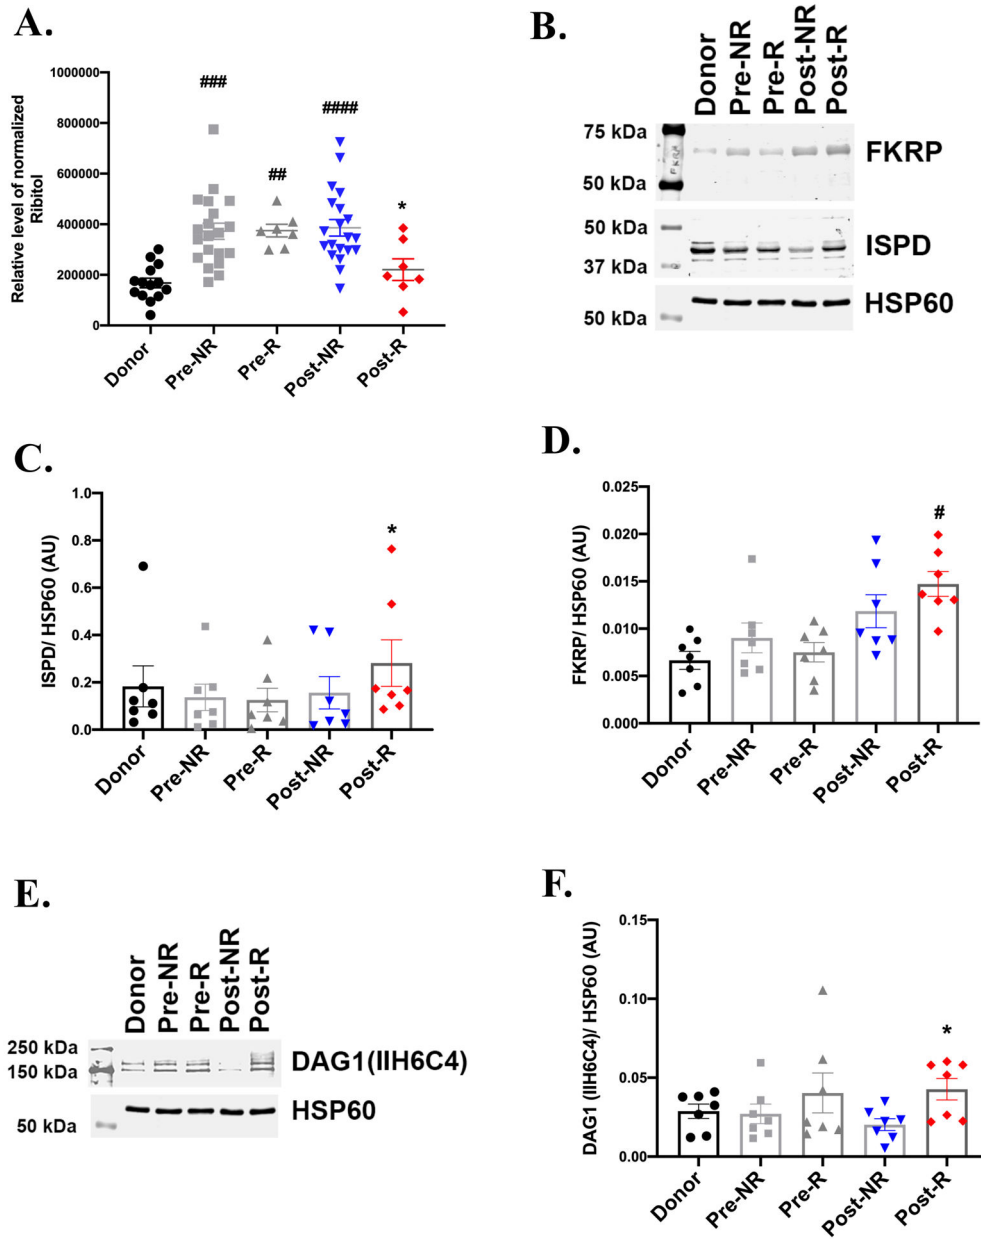 A.
Relative level of normalized
Ribitol
1000000
800000
600000
400000
200000
0
###
##
####
*
Donor
Pre-NR
Pre-R
Post-NR
Post-R
B.
Donor
Pre-NR
Pre-R
Post-NR
Post-R
75 kDa
50 kDa
FKRP
FKRP
50 kDa
37 kDa
ISPD
50 kDa
HSP60
C.
ISPD/ HSP60 (AU)
1.0
0.8
0.6
0.4
0.2
0.0
*
Donor
Pre-NR
Pre-R
Post-NR
Post-R
D.
FKRP/ HSP60 (AU)
0.025
0.020
0.015
0.010
0.005
0.000
#
Donor
Pre-NR
Pre-R
Post-NR
Post-R
E.
Donor
Pre-NR
Pre-R
Post-NR
Post-R
250 kDa
150 kDa
DAG1(IIH6C4)
50 kDa
HSP60
F.
DAG1 (IIH6C4)/ HSP60 (AU)
0.15
0.10
0.05
0.00
*
Donor
Pre-NR
Pre-R
Post-NR
Post-R